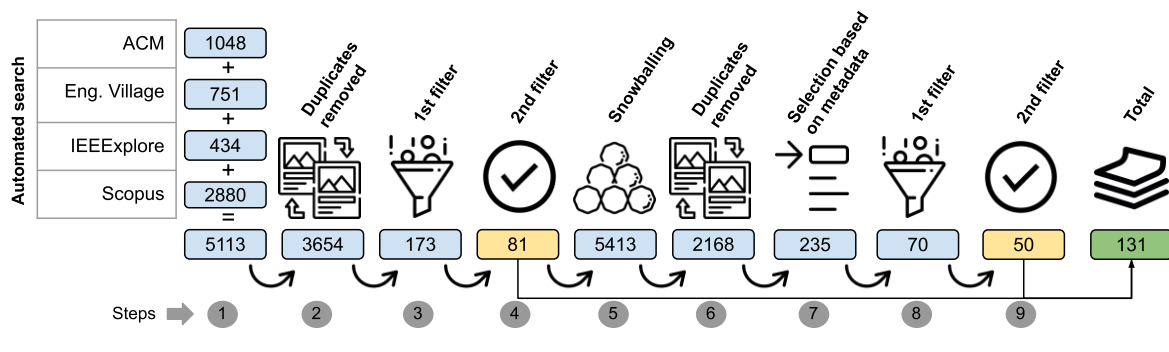 Automated search
ACM
1048
+
Eng. Village
751
+
IEEExplore
434
+
Scopus
2880
=
Duplicates
removed
1st filter
2nd filter
Snowballing
Duplicates
removed
Selection based
on metadata
1st filter
2nd filter
Total
5113
3654
173
81
5413
2168
235
70
50
131
Steps
1
2
3
4
5
6
7
8
9